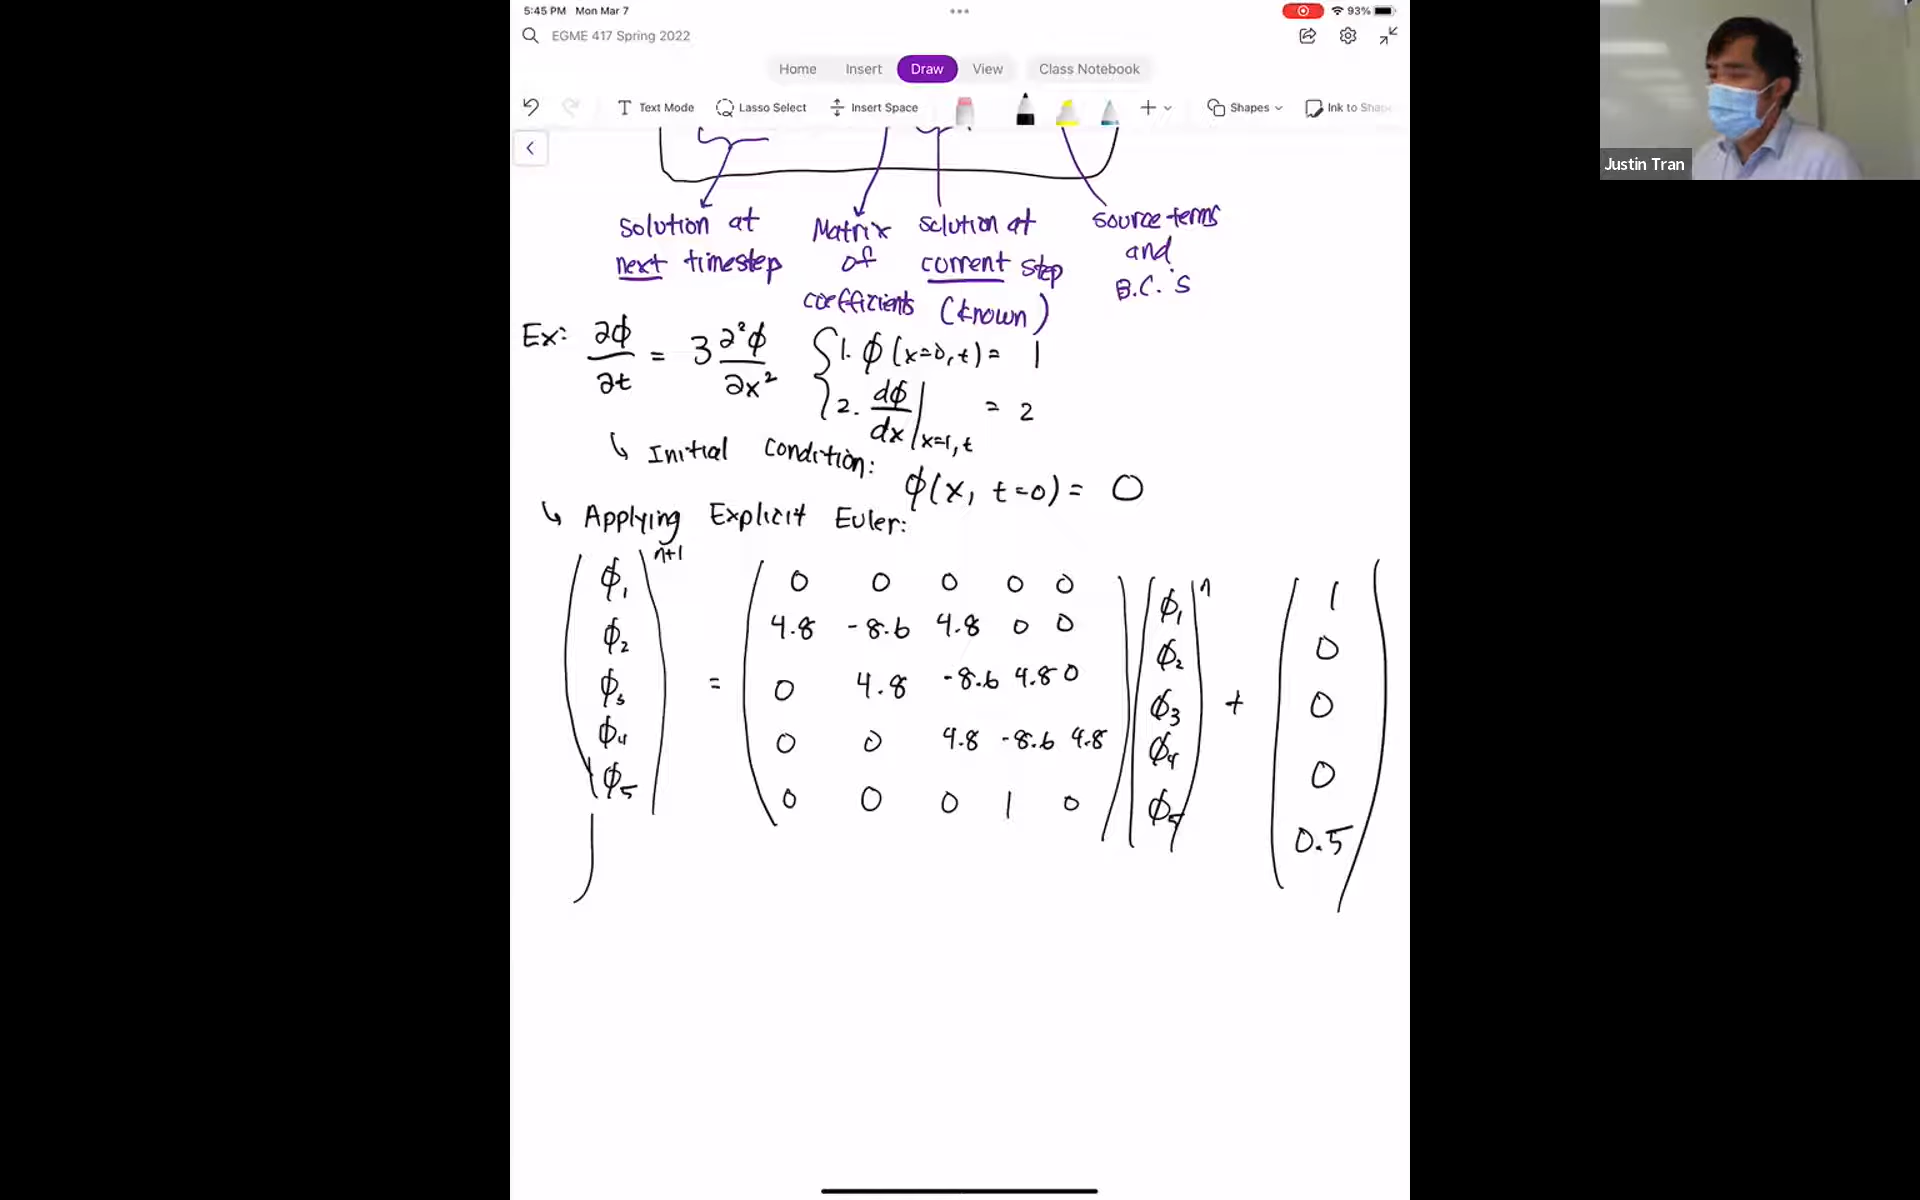 5:45 PM Mon Mar 7
93%
EGME 417 Spring 2022
Home Insert Draw View Class Notebook
Text Mode Lasso Select Insert Space Shapes Ink to Shape
Justin Tran
Solution at Matrix solution at source terms
next timestep of current step and
coefficients (known) B.C.'s
Ex: ∂ϕ/∂t = 3 ∂²ϕ/∂x² { 1. ϕ(x=0,t) = 1
2. dϕ/dx |x=1,t = 2
↳ Initial Condition: ϕ(x, t=0) = 0
↳ Applying Explicit Euler:
n+1
ϕ1 0 0 0 0 0 ϕ1 n 1
ϕ2 4.8 -8.6 4.8 0 0 ϕ2 0
ϕ3 = 0 4.8 -8.6 4.8 0 ϕ3 + 0
ϕ4 0 0 4.8 -8.6 4.8 ϕ4 0
ϕ5 0 0 0 1 0 ϕ5 0.5